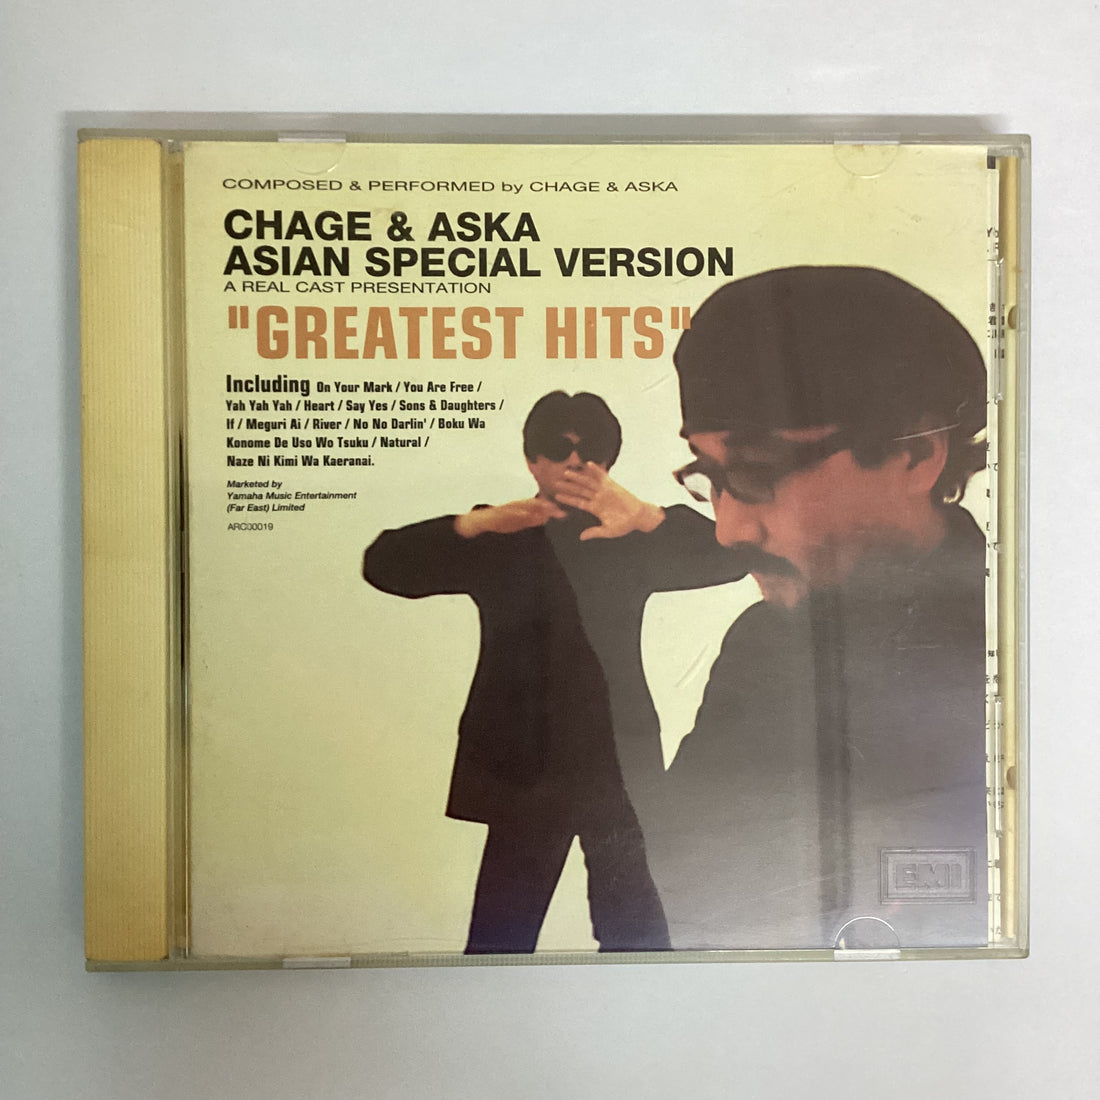 COMPOSED & PERFORMED by CHAGE & ASKA
CHAGE & ASKA
ASIAN SPECIAL VERSION
A REAL CAST PRESENTATION
"GREATEST HITS"
Including On Your Mark / You Are Free /
Yah Yah Yah / Heart / Say Yes / Sons & Daughters /
If / Meguri Ai / River / No No Darlin' / Boku Wa
Konome De Uso Wo Tsuku / Natural /
Naze Ni Kimi Wa Kaeranai.
Marketed by
Yamaha Music Entertainment
(Far East) Limited
ARC00019
EMI